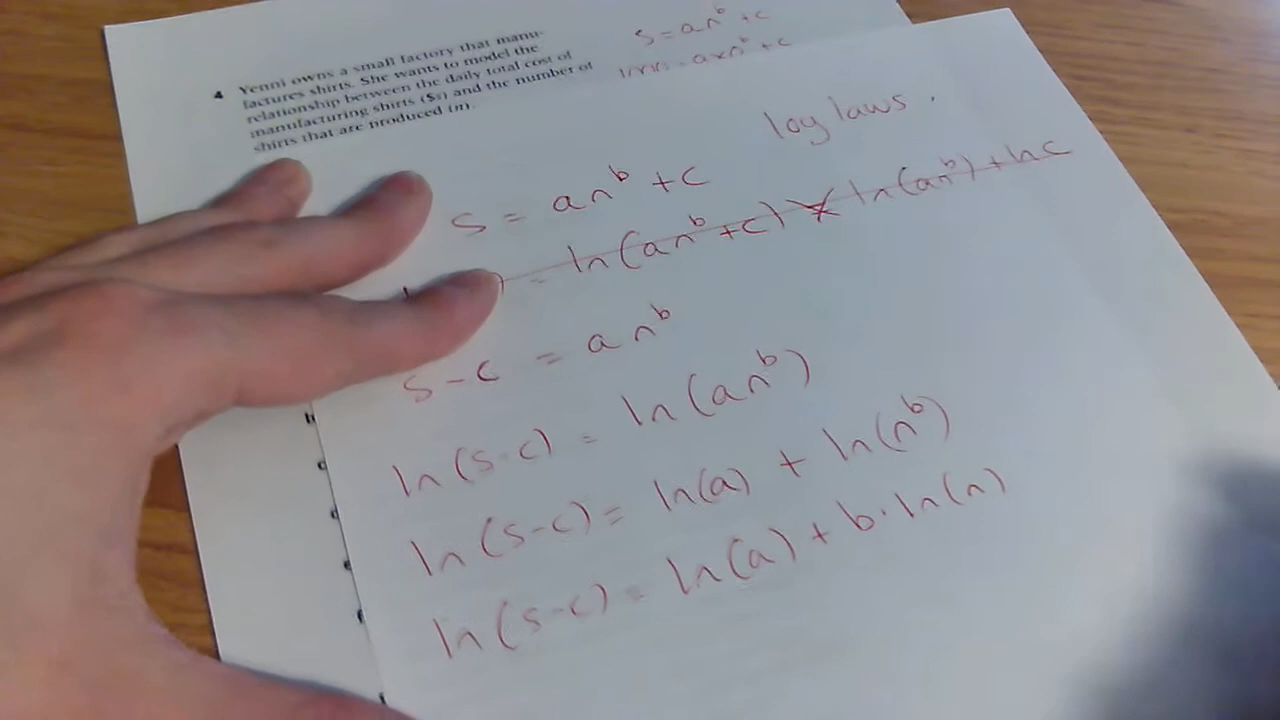 4 Yenni owns a small factory that manu-
factures shirts. She wants to model the
relationship between the daily total cost of
manufacturing shirts ($s) and the number of
shirts that are produced (n).
s = an^b + c
log laws.
s = an^b + c
= ln(an^b + c) ln(an^b) + ln c
s - c = an^b
ln(s-c) = ln(an^b)
ln(s-c) = ln(a) + ln(n^b)
ln(s-c) = ln(a) + b·ln(n)